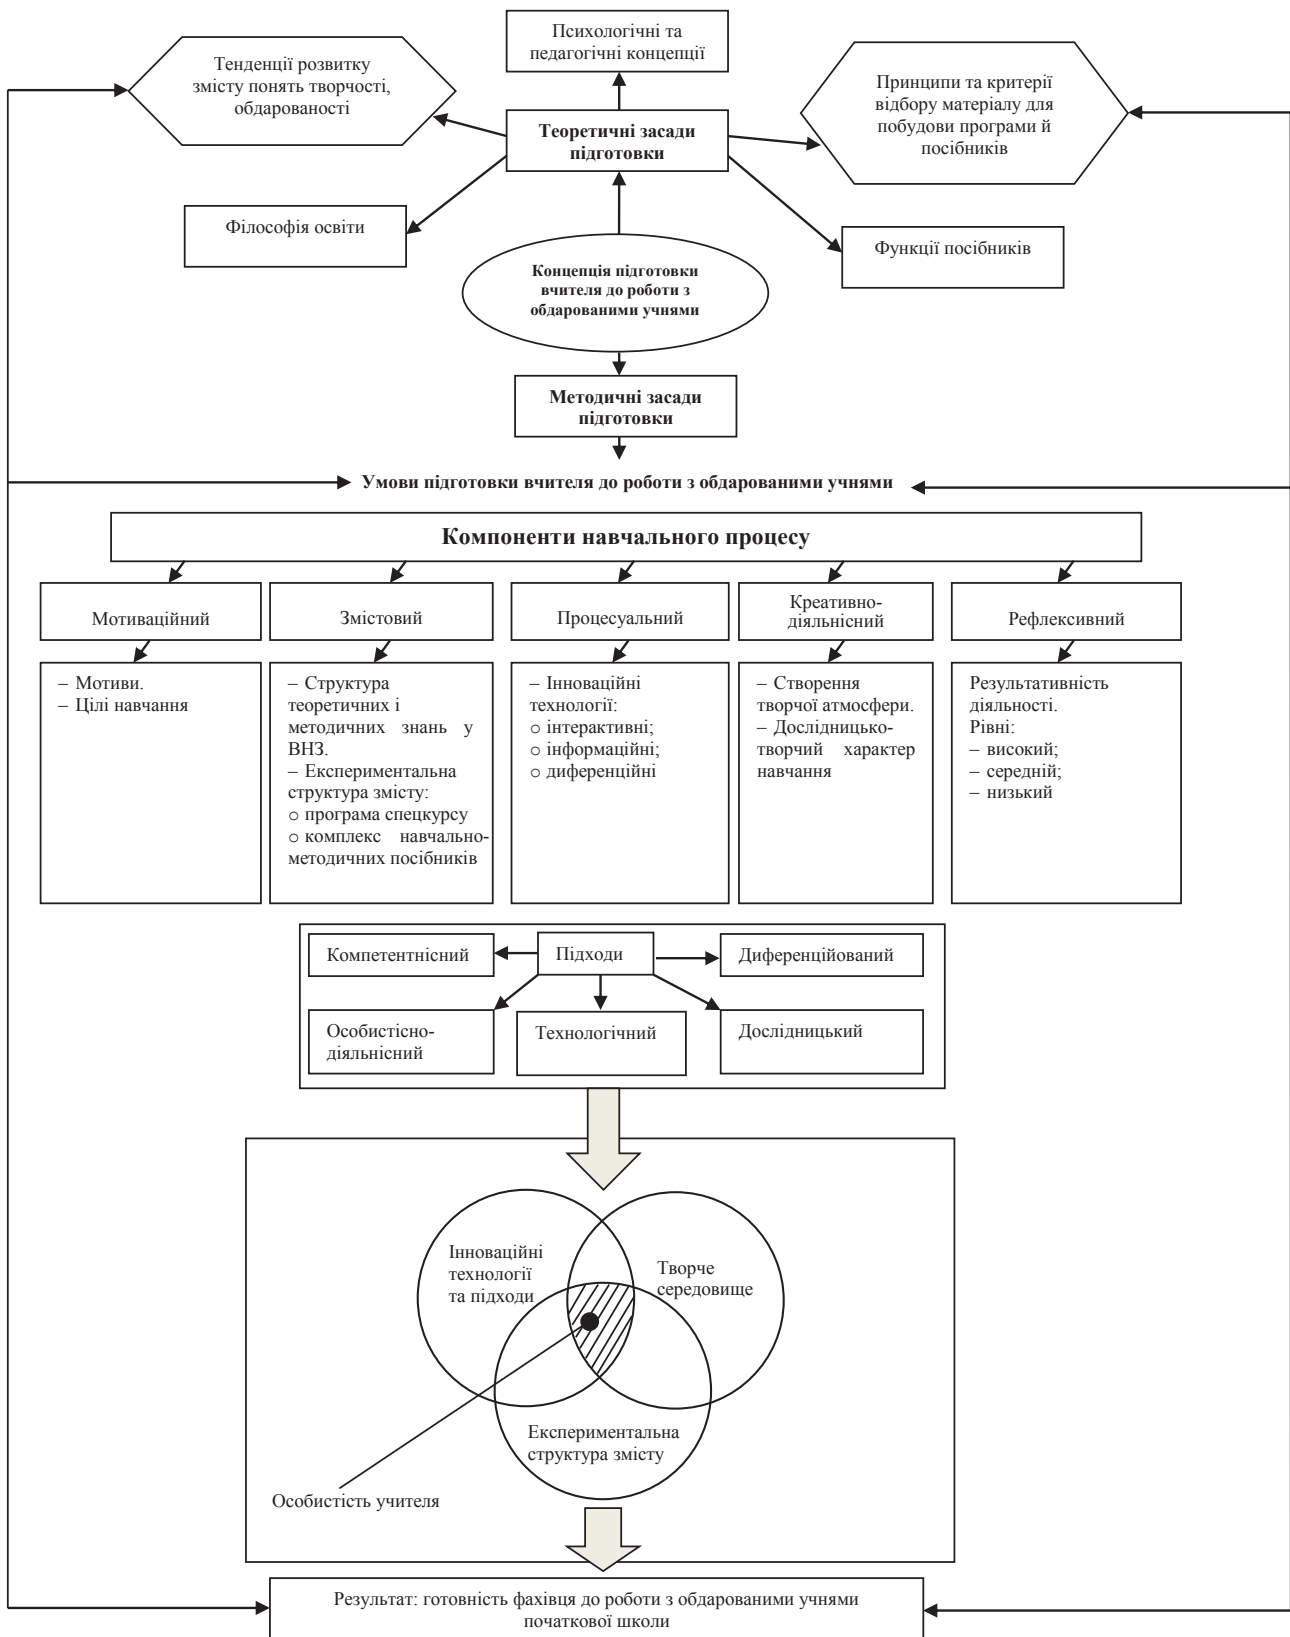 Психологічні та
педагогічні концепції
Тенденції розвитку
змісту понять творчості,
обдарованості
Принципи та критерії
відбору матеріалу для
побудови програми й
посібників
Теоретичні засади
підготовки
Філософія освіти
Функції посібників
Концепція підготовки
вчителя до роботи з
обдарованими учнями
Методичні засади
підготовки
Умови підготовки вчителя до роботи з обдарованими учнями
Компоненти навчального процесу
Мотиваційний
Змістовий
Процесуальний
Креативно-
діяльнісний
Рефлексивний
– Мотиви.
– Цілі навчання
– Структура
теоретичних і
методичних знань у
ВНЗ.
– Експериментальна
структура змісту:
○ програма спецкурсу
○ комплекс навчально-
методичних посібників
– Інноваційні
технології:
○ інтерактивні;
○ інформаційні;
○ диференційні
– Створення
творчої атмосфери.
– Дослідницько-
творчий характер
навчання
Результативність
діяльності.
Рівні:
– високий;
– середній;
– низький
Компетентнісний
Підходи
Диференційований
Особистісно-
діяльнісний
Технологічний
Дослідницький
Інноваційні
технології
та підходи
Творче
середовище
Експериментальна
структура змісту
Особистість учителя
Результат: готовність фахівця до роботи з обдарованими учнями
початкової школи